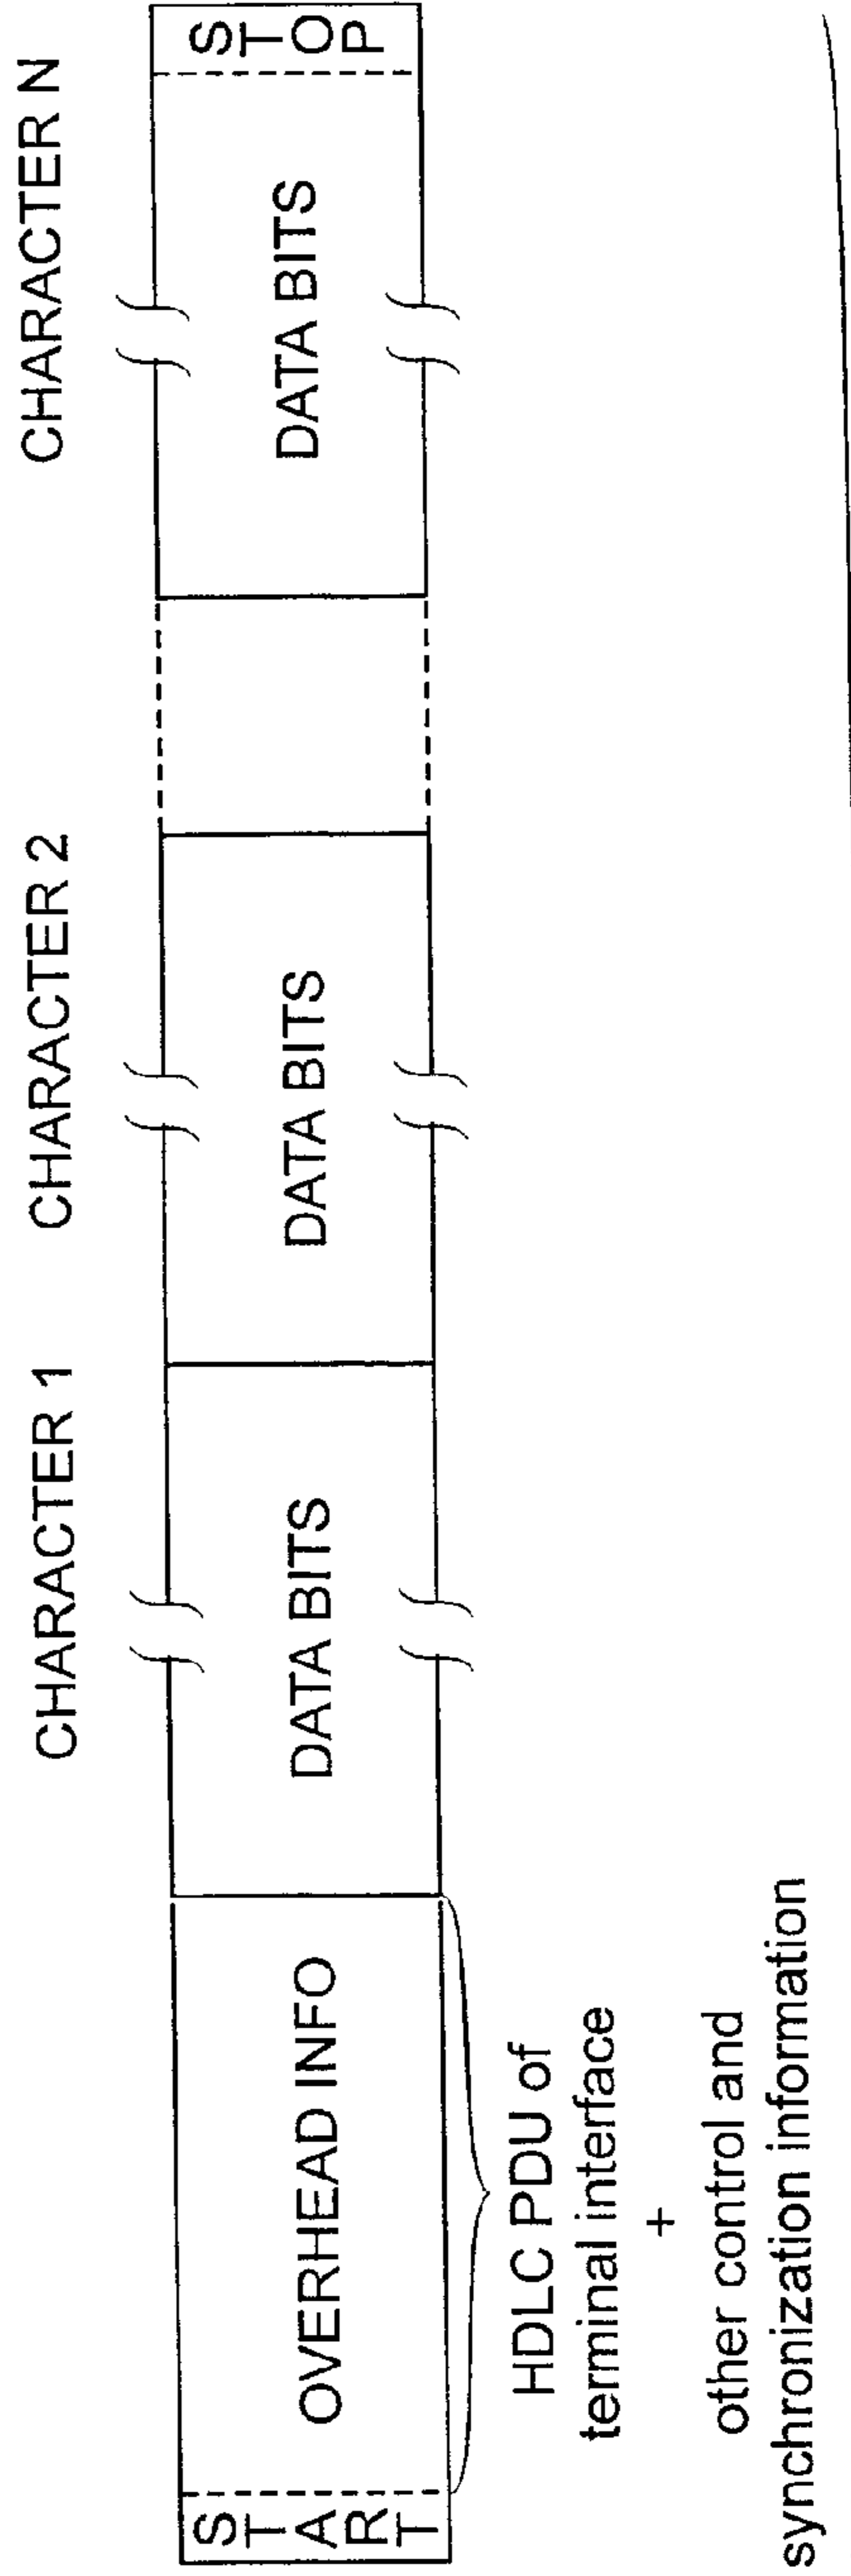 CHARACTER 1 CHARACTER 2 CHARACTER N
START OVERHEAD INFO DATA BITS DATA BITS DATA BITS STOP
HDLC PDU of
terminal interface
+
other control and
synchronization information